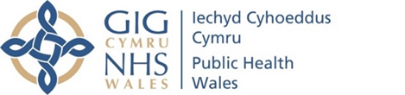 GIG
CYMRU
NHS
WALES
Iechyd Cyhoeddus
Cymru
Public Health
Wales